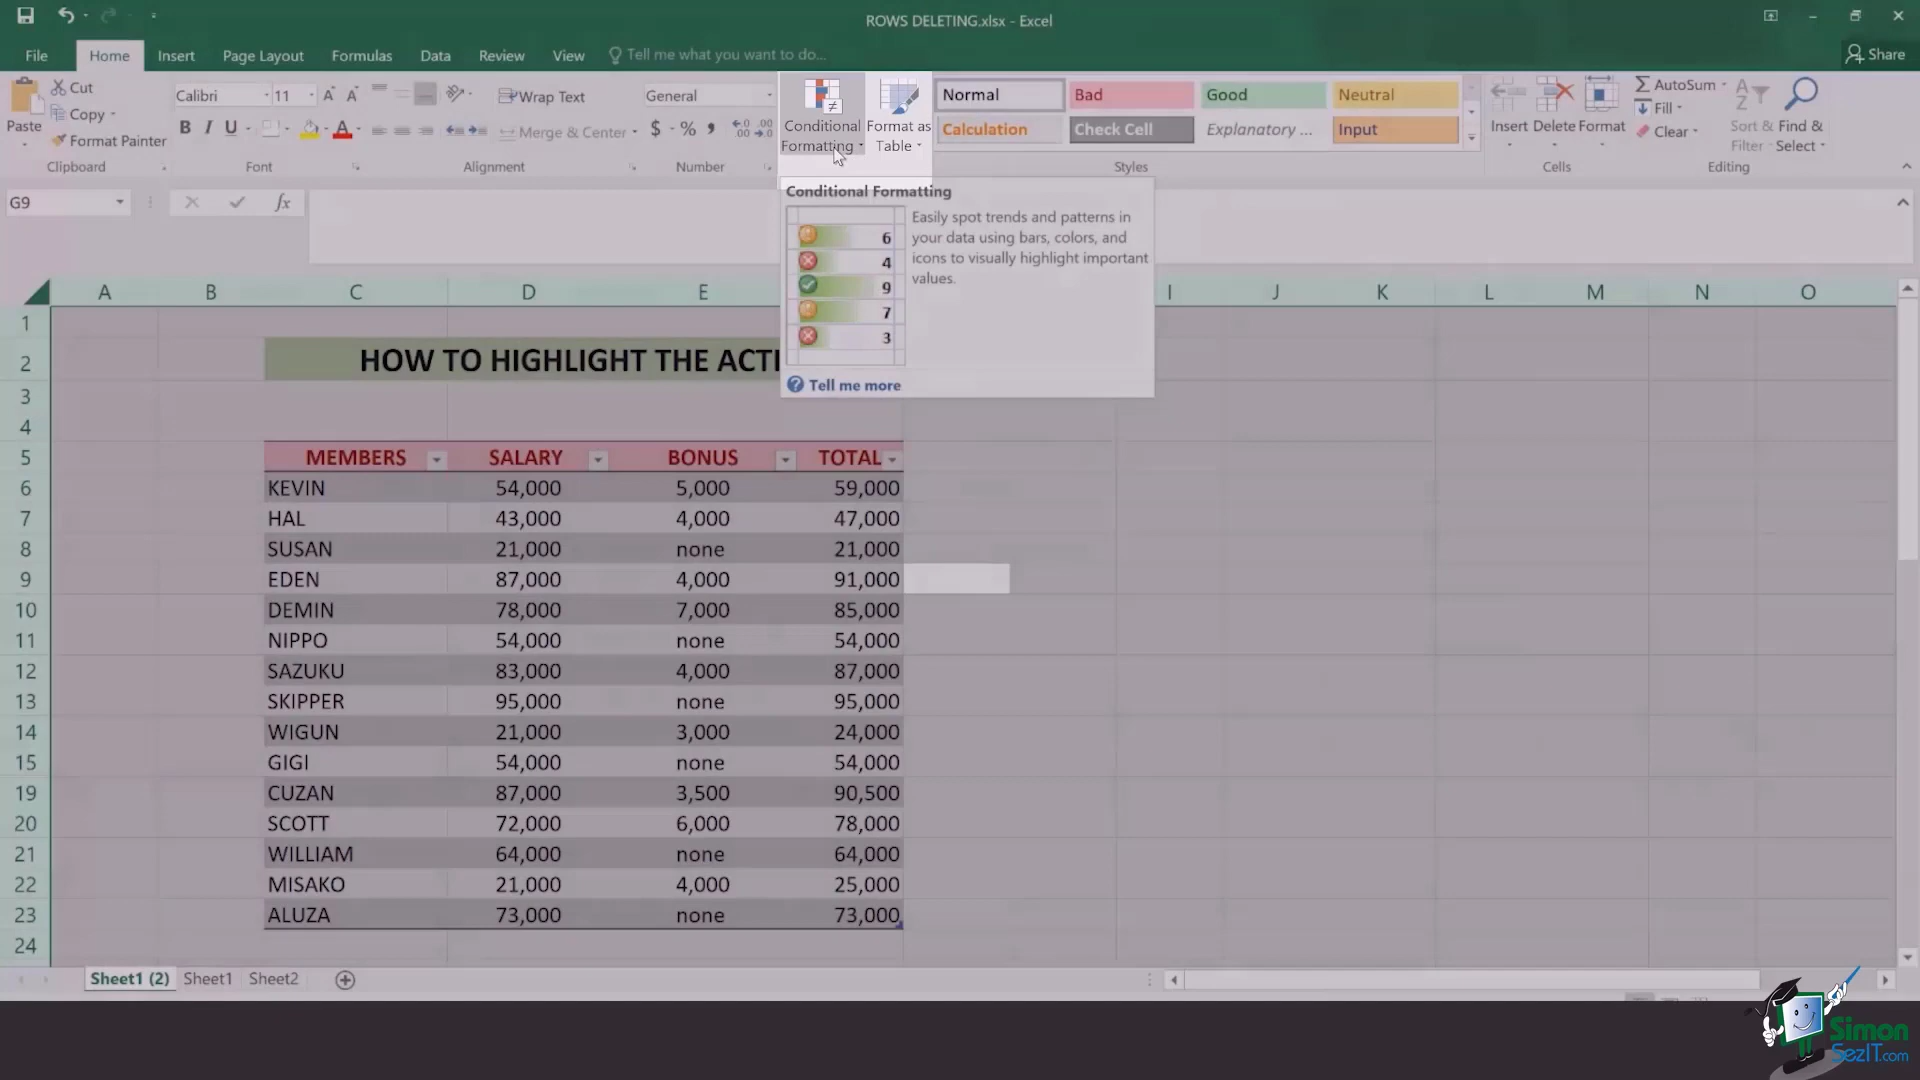 ROWS DELETING.xlsx - Excel
File Home Insert Page Layout Formulas Data Review View Tell me what you want to do... Share
Paste
Cut
Copy
Format Painter
Clipboard
Calibri 11
B I U A
Font
Wrap Text
Merge & Center
Alignment
General
$ % ,
Number
Conditional
Formatting
Format as
Table
Normal Bad Good Neutral
Calculation Check Cell Explanatory ... Input
Styles
Insert Delete Format
Cells
AutoSum
Fill
Clear
Sort &
Filter
Find &
Select
Editing
G9 fx
Conditional Formatting
Easily spot trends and patterns in
your data using bars, colors, and
icons to visually highlight important
values.
6
4
9
7
3
Tell me more
A B C D E I J K L M N O
1
2 HOW TO HIGHLIGHT THE ACTI
3
4
5 MEMBERS SALARY BONUS TOTAL
6 KEVIN 54,000 5,000 59,000
7 HAL 43,000 4,000 47,000
8 SUSAN 21,000 none 21,000
9 EDEN 87,000 4,000 91,000
10 DEMIN 78,000 7,000 85,000
11 NIPPO 54,000 none 54,000
12 SAZUKU 83,000 4,000 87,000
13 SKIPPER 95,000 none 95,000
14 WIGUN 21,000 3,000 24,000
15 GIGI 54,000 none 54,000
19 CUZAN 87,000 3,500 90,500
20 SCOTT 72,000 6,000 78,000
21 WILLIAM 64,000 none 64,000
22 MISAKO 21,000 4,000 25,000
23 ALUZA 73,000 none 73,000
24
Sheet1 (2) Sheet1 Sheet2
Simon
SezIT.com